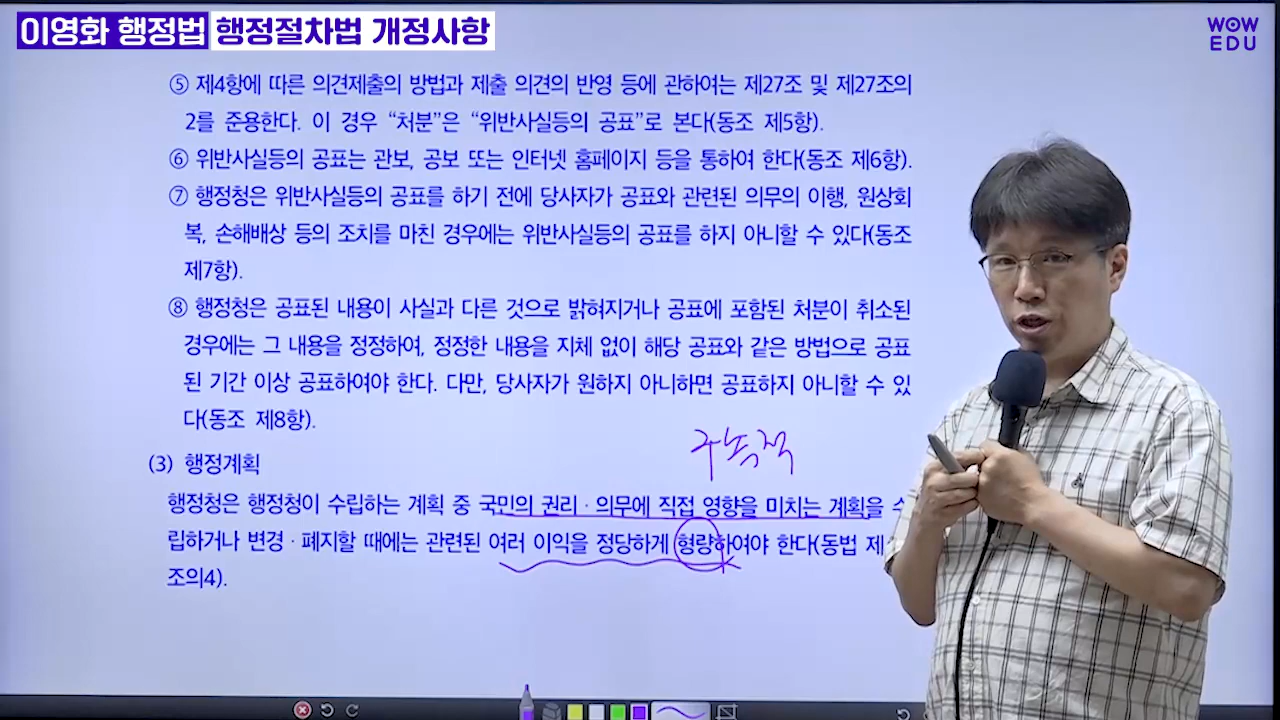 이영화 행정법 행정절차법 개정사항
WOW
EDU
⑤ 제4항에 따른 의견제출의 방법과 제출 의견의 반영 등에 관하여는 제27조 및 제27조의
2를 준용한다. 이 경우 “처분”은 “위반사실등의 공표”로 본다(동조 제5항).
⑥ 위반사실등의 공표는 관보, 공보 또는 인터넷 홈페이지 등을 통하여 한다(동조 제6항).
⑦ 행정청은 위반사실등의 공표를 하기 전에 당사자가 공표와 관련된 의무의 이행, 원상회
복, 손해배상 등의 조치를 마친 경우에는 위반사실등의 공표를 하지 아니할 수 있다(동조
제7항).
⑧ 행정청은 공표된 내용이 사실과 다른 것으로 밝혀지거나 공표에 포함된 처분이 취소된
경우에는 그 내용을 정정하여, 정정한 내용을 지체 없이 해당 공표와 같은 방법으로 공표
된 기간 이상 공표하여야 한다. 다만, 당사자가 원하지 아니하면 공표하지 아니할 수 있
다(동조 제8항).
구속적
(3) 행정계획
행정청은 행정청이 수립하는 계획 중 국민의 권리·의무에 직접 영향을 미치는 계획을 수
립하거나 변경·폐지할 때에는 관련된 여러 이익을 정당하게 형량하여야 한다(동법 제
조의4).